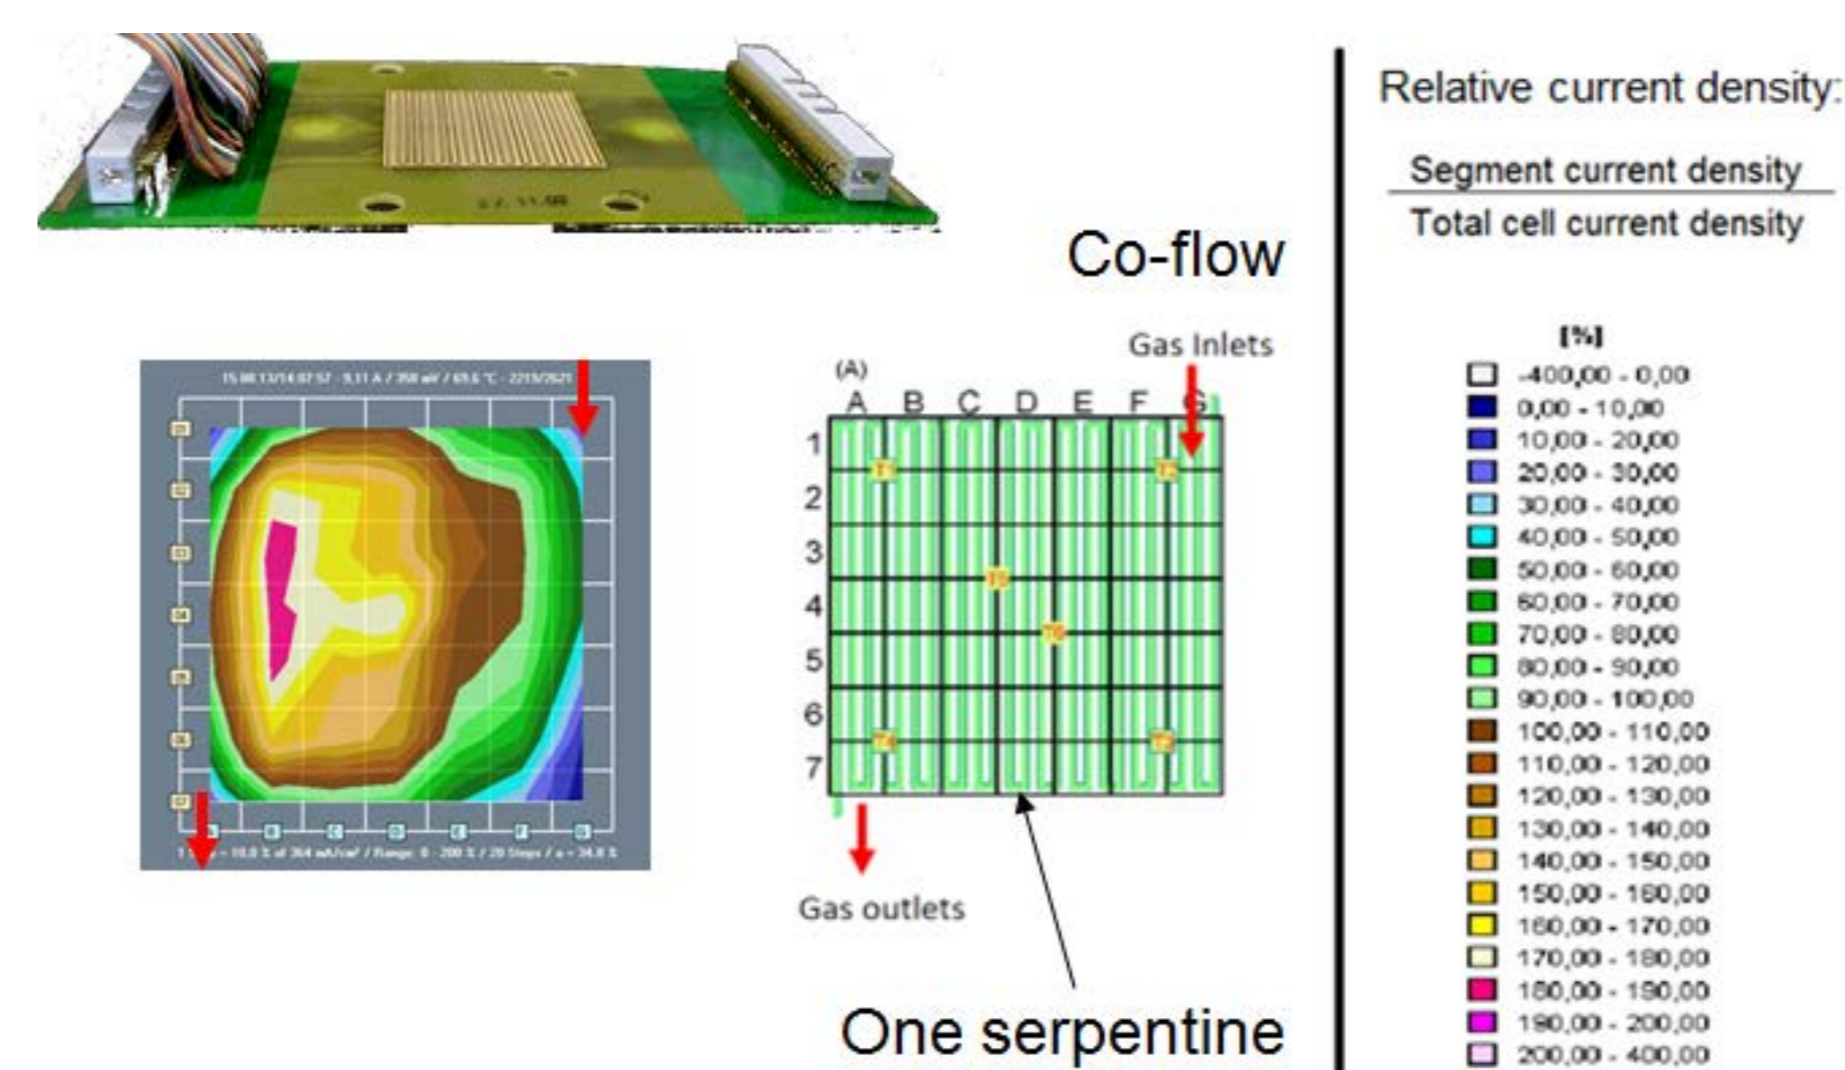 Relative current density:
Segment current density
Total cell current density
Co-flow
Gas Inlets
(A)
A B C D E F G
1
2
3
4
5
6
7
T1
T5
T6
T4
Gas outlets
One serpentine
[%]
-400,00 - 0,00
0,00 - 10,00
10,00 - 20,00
20,00 - 30,00
30,00 - 40,00
40,00 - 50,00
50,00 - 60,00
60,00 - 70,00
70,00 - 80,00
80,00 - 90,00
90,00 - 100,00
100,00 - 110,00
110,00 - 120,00
120,00 - 130,00
130,00 - 140,00
140,00 - 150,00
150,00 - 160,00
160,00 - 170,00
170,00 - 180,00
180,00 - 190,00
190,00 - 200,00
200,00 - 400,00